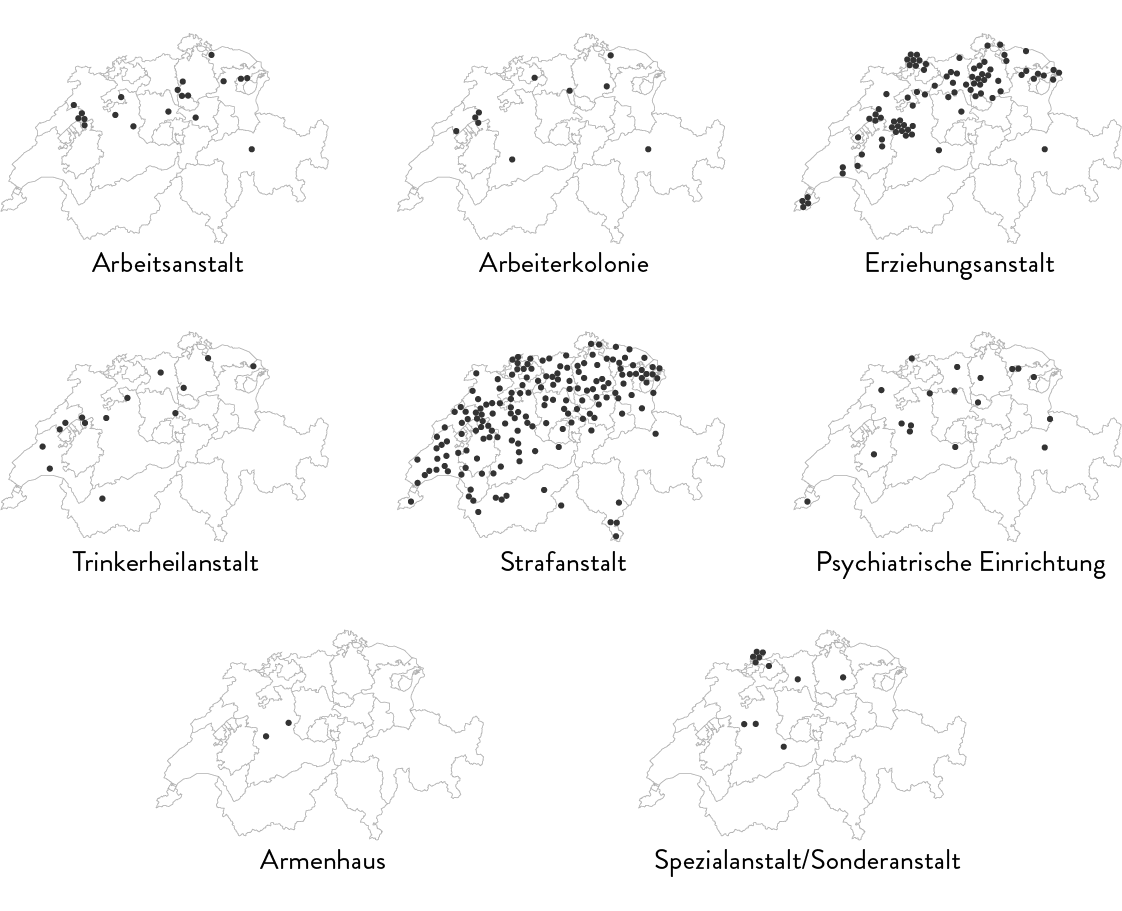 Arbeitsanstalt
Arbeiterkolonie
Erziehungsanstalt
Trinkerheilanstalt
Strafanstalt
Psychiatrische Einrichtung
Armenhaus
Spezialanstalt/Sonderanstalt